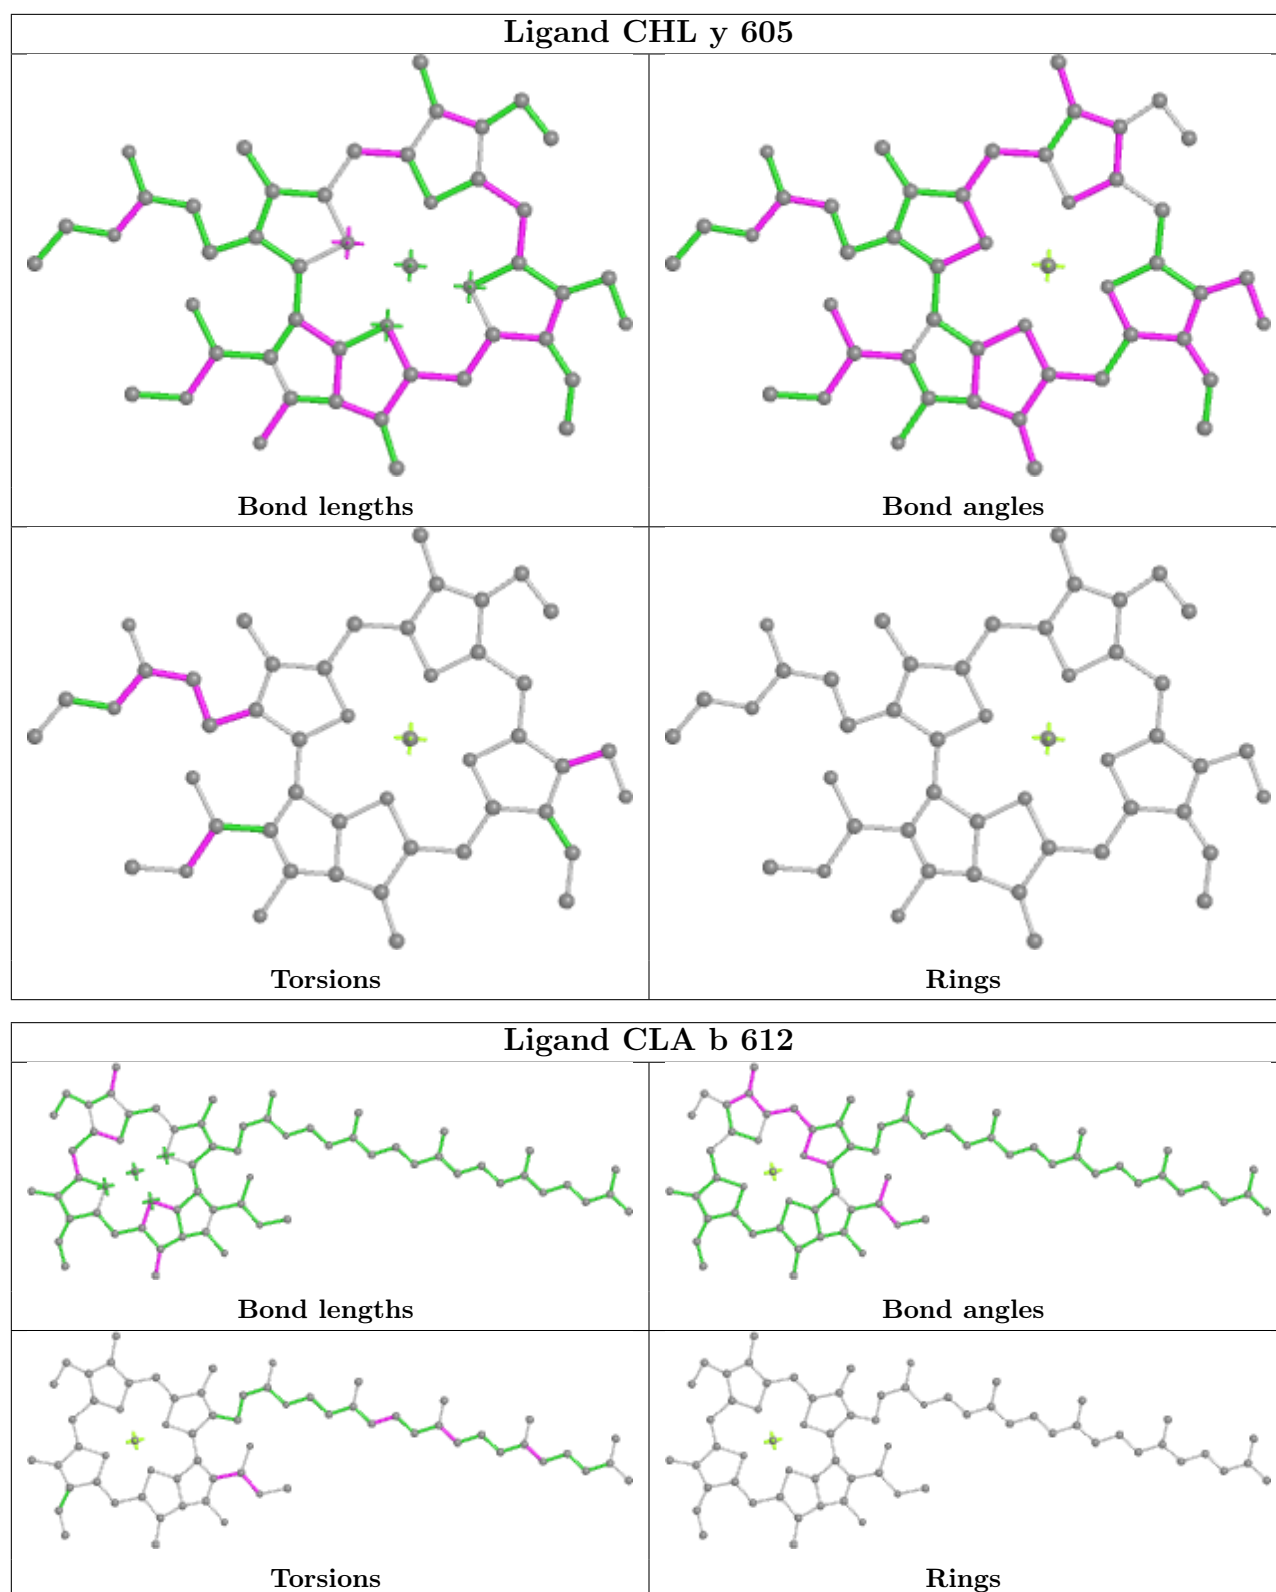 Ligand CHL y 605
Bond lengths
Bond angles
Torsions
Rings
Ligand CLA b 612
Bond lengths
Bond angles
Torsions
Rings